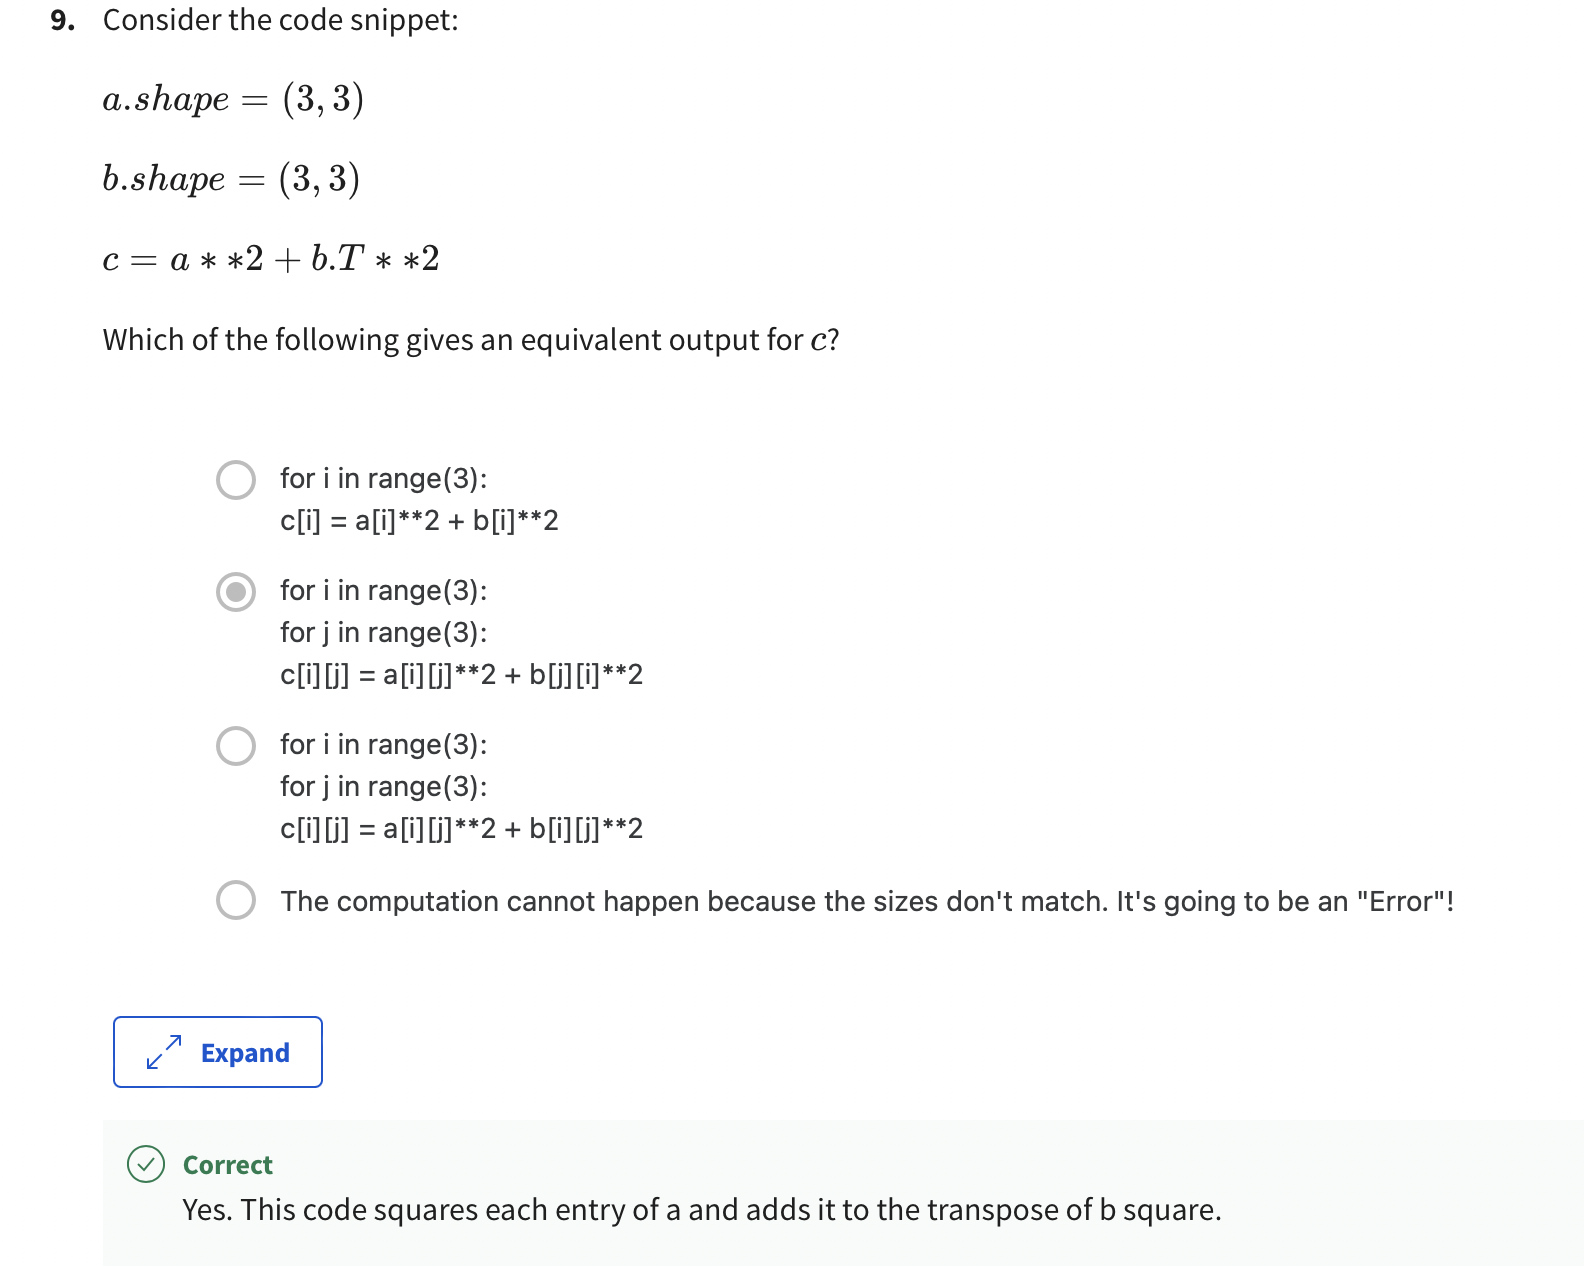 9. Consider the code snippet:
a.shape = (3, 3)
b.shape = (3, 3)
c = a ∗ ∗2 + b.T ∗ ∗2
Which of the following gives an equivalent output for c?
for i in range(3):
c[i] = a[i]**2 + b[i]**2
for i in range(3):
for j in range(3):
c[i][j] = a[i][j]**2 + b[j][i]**2
for i in range(3):
for j in range(3):
c[i][j] = a[i][j]**2 + b[i][j]**2
The computation cannot happen because the sizes don't match. It's going to be an "Error"!
Expand
Correct
Yes. This code squares each entry of a and adds it to the transpose of b square.